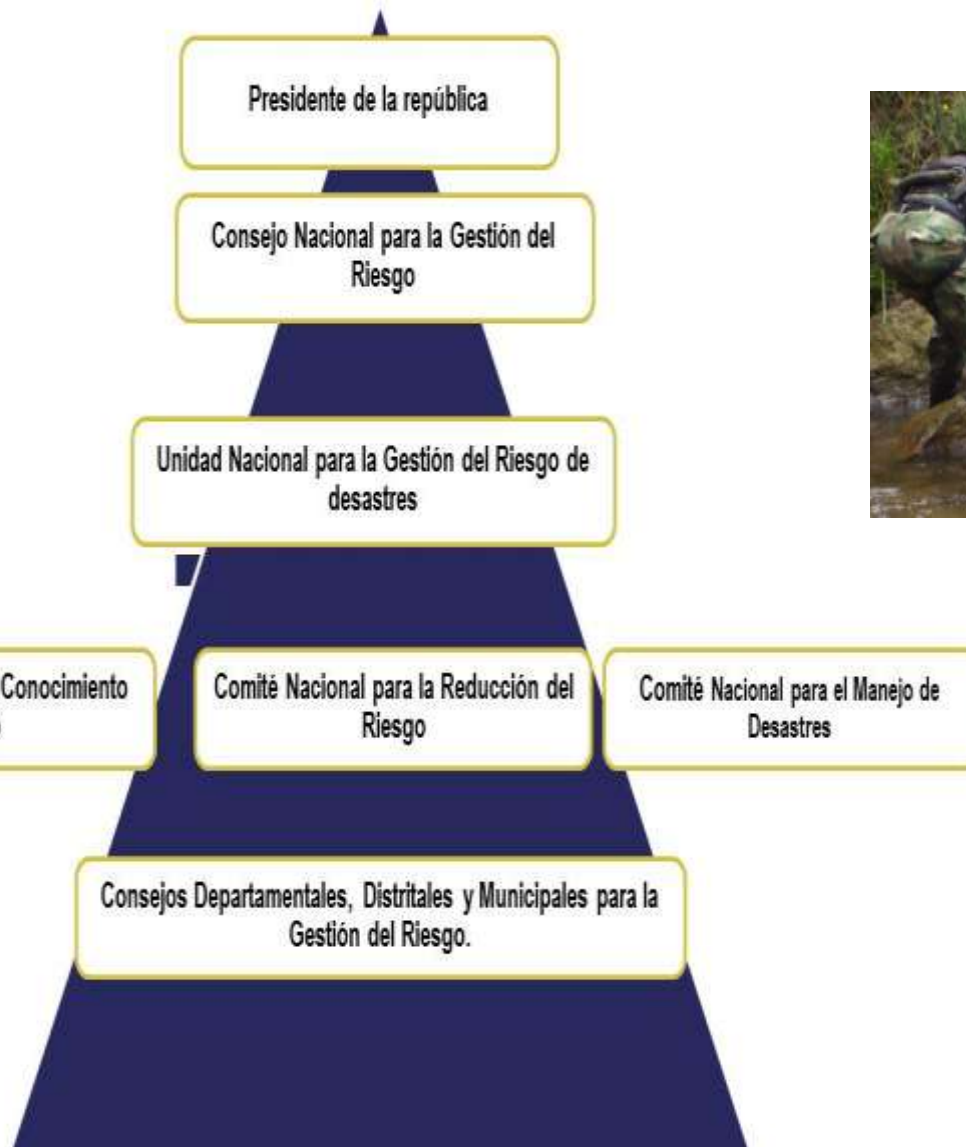 Presidente de la república
Consejo Nacional para la Gestión del
Riesgo
Unidad Nacional para la Gestión del Riesgo de
desastres
Conocimiento
Comité Nacional para la Reducción del
Riesgo
Comité Nacional para el Manejo de
Desastres
Consejos Departamentales, Distritales y Municipales para la
Gestión del Riesgo.